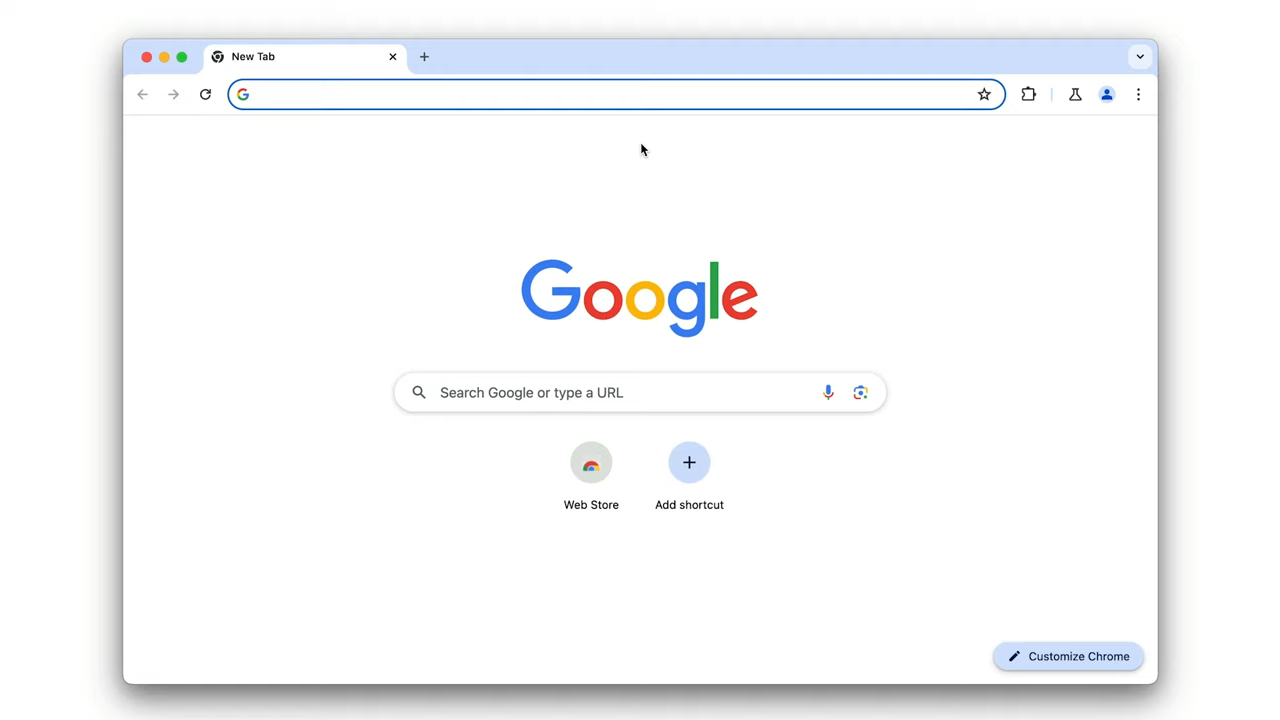 New Tab
Google
Search Google or type a URL
Web Store
Add shortcut
Customize Chrome